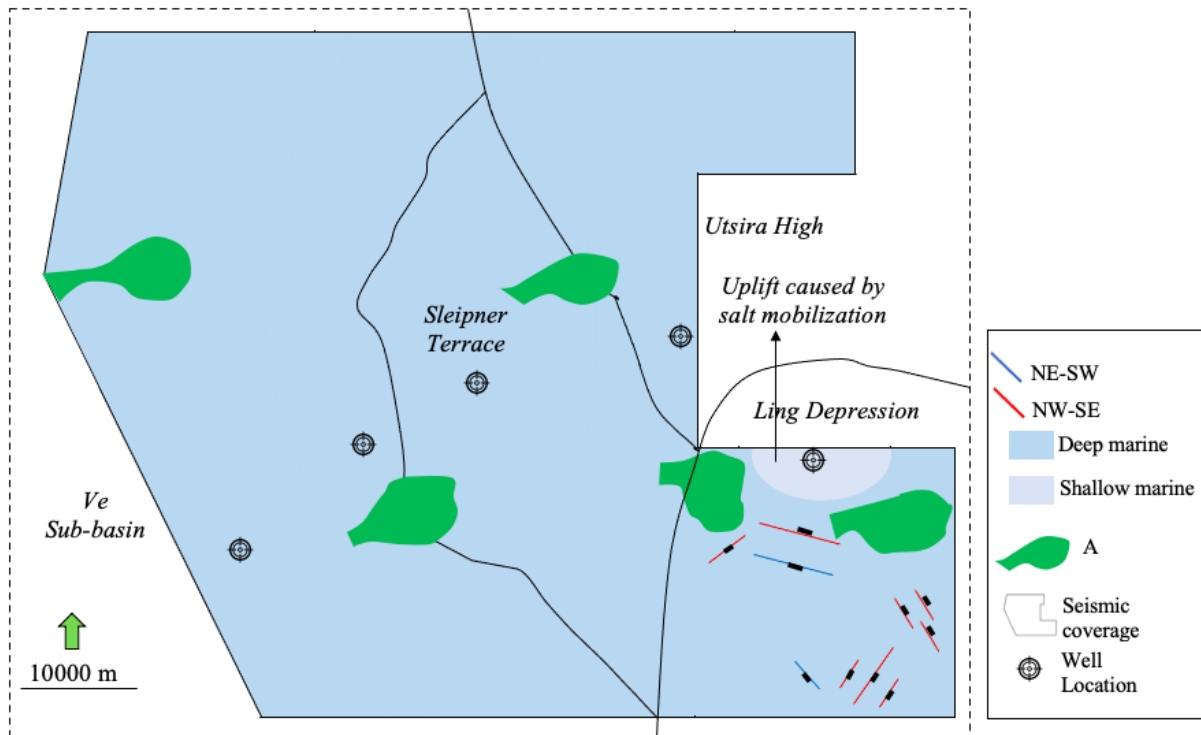 Utsira High
Uplift caused by
salt mobilization
Sleipner
Terrace
Ling Depression
Ve
Sub-basin
10000 m
NE-SW
NW-SE
Deep marine
Shallow marine
A
Seismic
coverage
Well
Location